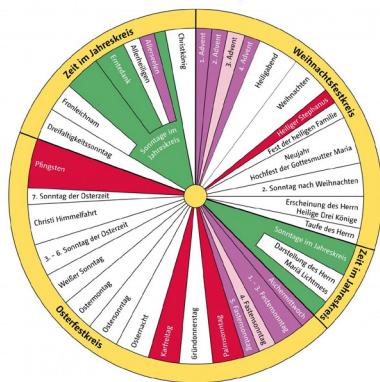 Weihnachtsfestkreis
1. Advent
2. Advent
3. Advent
4. Advent
Heiligabend
Weihnachten
Heiliger Stephanus
Fest der heiligen Familie
Neujahr
Hochfest der Gottesmutter Maria
2. Sonntag nach Weihnachten
Erscheinung des Herrn
Heilige Drei Könige
Taufe des Herrn
Zeit im Jahreskreis
Sonntage im Jahreskreis
Darstellung des Herrn
Mariä Lichtmess
Osterfestkreis
Aschermittwoch
1. - 3. Fastensonntag
4. Fastensonntag
5. Fastensonntag
Palmsonntag
Gründonnerstag
Karfreitag
Osternacht
Ostersonntag
Ostermontag
Weißer Sonntag
3. - 6. Sonntag der Osterzeit
Christi Himmelfahrt
7. Sonntag der Osterzeit
Pfingsten
Zeit im Jahreskreis
Dreifaltigkeitssonntag
Fronleichnam
Sonntage im
Jahreskreis
Erntedank
Allerheiligen
Allerseelen
Christkönig